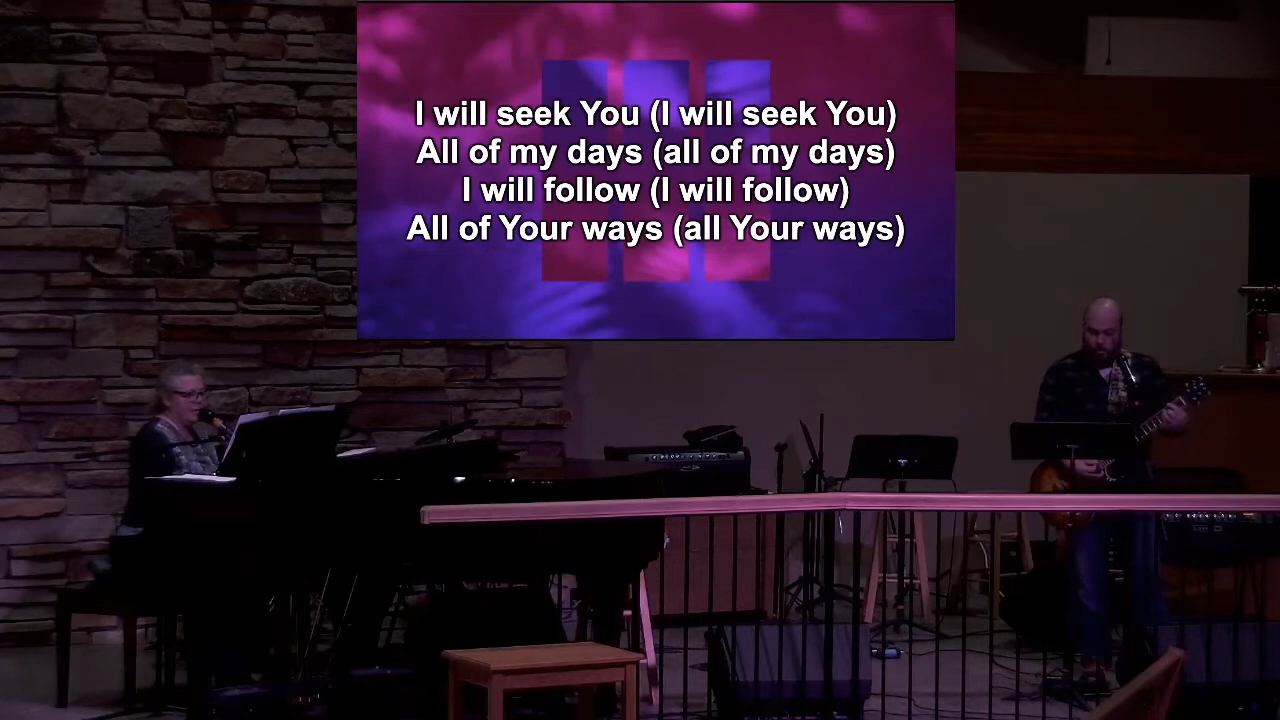 I will seek You (I will seek You)
All of my days (all of my days)
I will follow (I will follow)
All of Your ways (all Your ways)